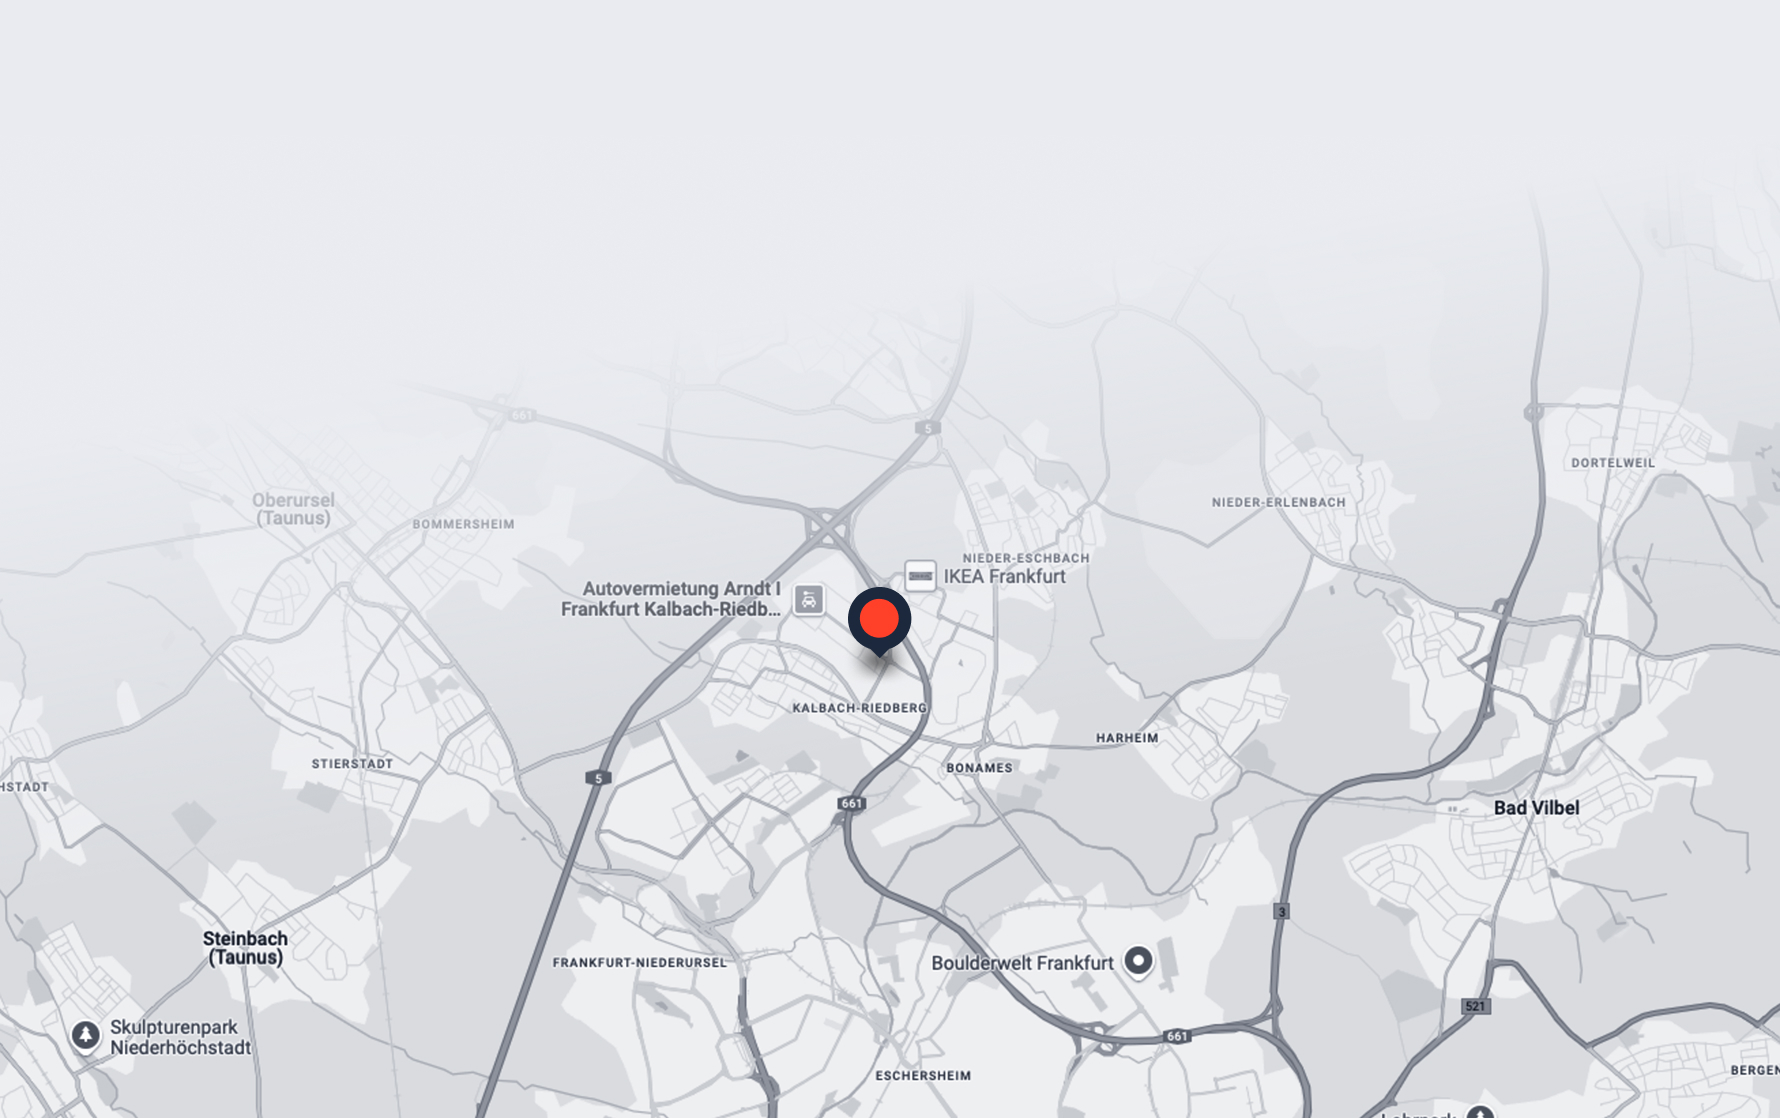 661
5
DORTELWEIL
Oberursel
(Taunus)
NIEDER-ERLENBACH
BOMMERSHEIM
NIEDER-ESCHBACH
IKEA Frankfurt
Autovermietung Arndt I
Frankfurt Kalbach-Riedb...
KALBACH-RIEDBERG
HARHEIM
STIERSTADT
BONAMES
5
HSTADT
661
Bad Vilbel
3
Steinbach
(Taunus)
FRANKFURT-NIEDERURSEL
Boulderwelt Frankfurt
521
Skulpturenpark
Niederhöchstadt
661
BERGEN
ESCHERSHEIM